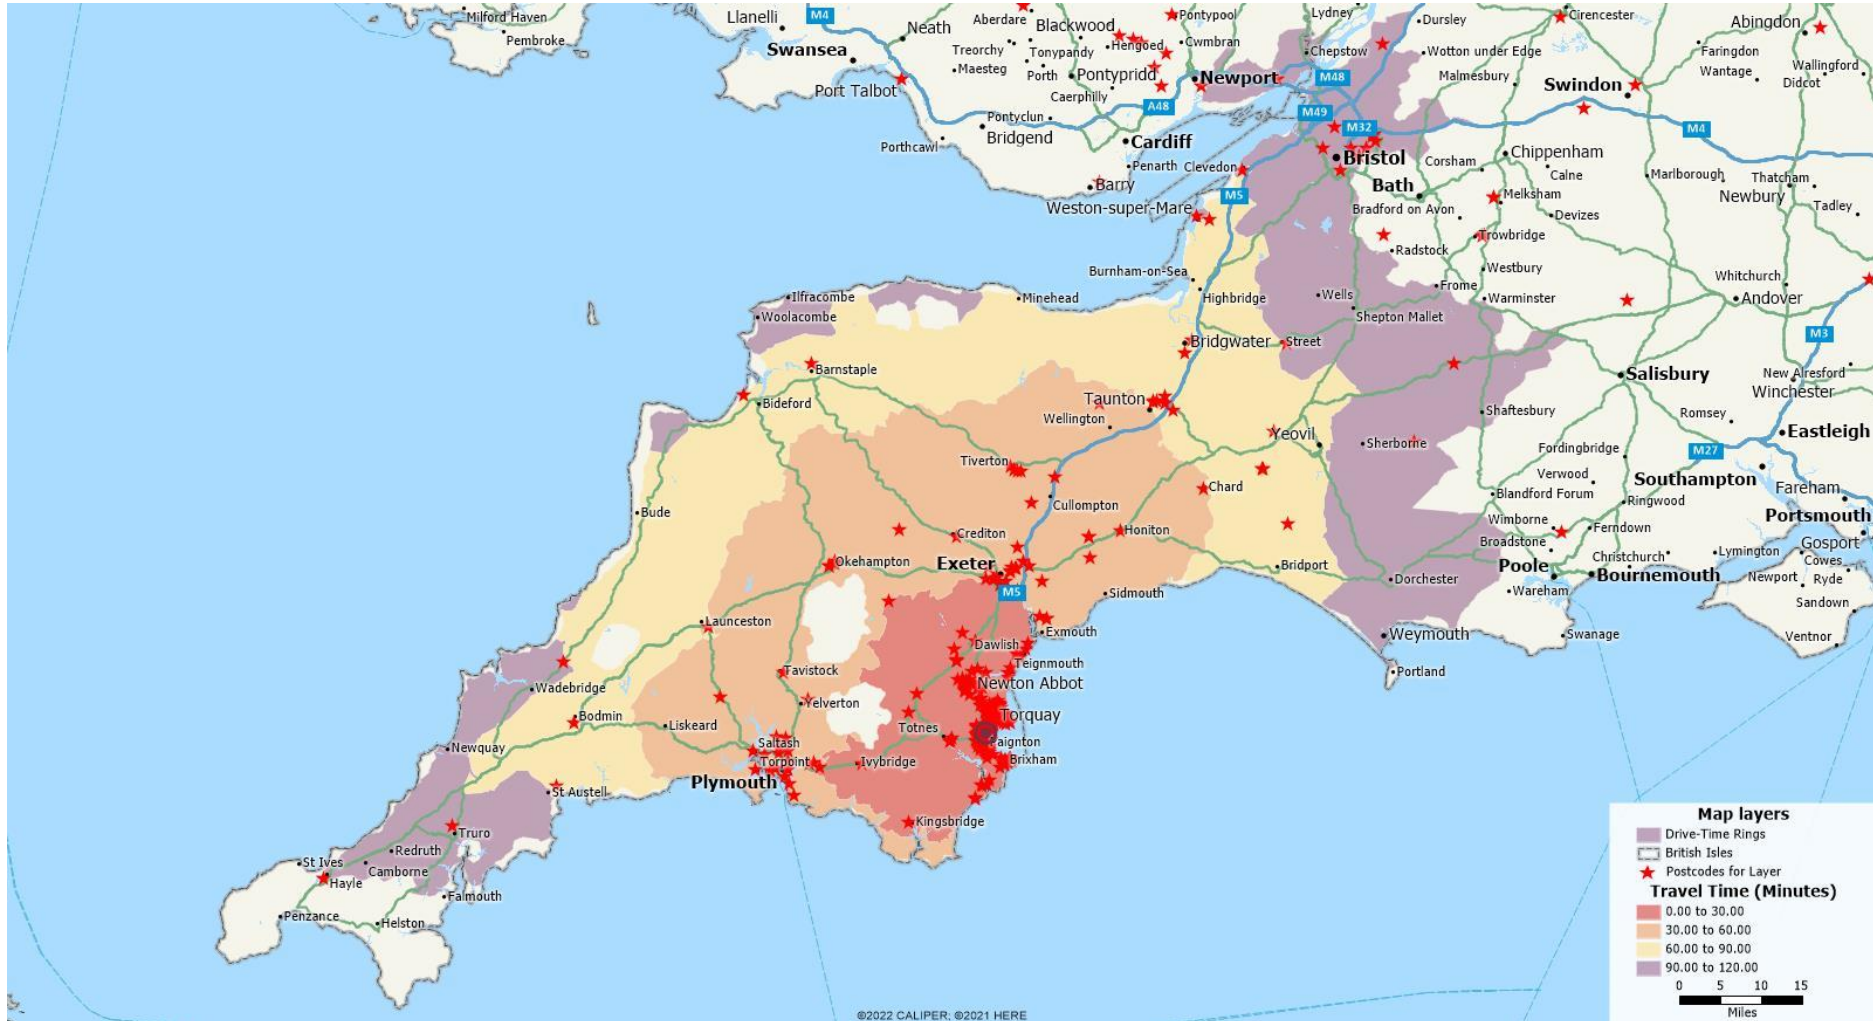 Milford Haven
Pembroke
Llanelli
M4
Swansea
Neath
Port Talbot
Aberdare
Treorchy
Maesteg
Tonypandy
Porth
Blackwood
Hengoed
Pontypridd
Caerphilly
Pontypool
Cwmbran
Newport
A48
Pontyclun
Bridgend
Porthcawl
Cardiff
Penarth
Barry
Lydney
Chepstow
M48
M49
M32
Dursley
Wotton under Edge
Malmesbury
Cirencester
Swindon
Abingdon
Faringdon
Wantage
Wallingford
Didcot
M4
Clevedon
Bristol
M5
Bath
Corsham
Chippenham
Calne
Marlborough
Thatcham
Newbury
Tadley
Weston-super-Mare
Bradford on Avon
Melksham
Devizes
Radstock
Trowbridge
Westbury
Whitchurch
Andover
Burnham-on-Sea
Highbridge
Wells
Frome
Warminster
Shepton Mallet
M3
Ilfracombe
Woolacombe
Minehead
Bridgwater
Street
Barnstaple
Bideford
Taunton
Wellington
Yeovil
Sherborne
Shaftesbury
Salisbury
New Alresford
Winchester
Romsey
Eastleigh
M27
Fordingbridge
Verwood
Southampton
Fareham
Portsmouth
Gosport
Tiverton
Cullompton
Chard
Blandford Forum
Ringwood
Wimborne
Ferndown
Broadstone
Christchurch
Lymington
Cowes
Bude
Crediton
Honiton
Okehampton
Exeter
M5
Bridport
Dorchester
Poole
Bournemouth
Wareham
Newport
Ryde
Sandown
Ventnor
Sidmouth
Exmouth
Launceston
Weymouth
Swanage
Portland
Dawlish
Teignmouth
Tavistock
Newton Abbot
Wadebridge
Yelverton
Bodmin
Liskeard
Totnes
Torquay
Paignton
Newquay
Saltash
Torpoint
Ivybridge
Brixham
Plymouth
St Austell
Kingsbridge
Truro
Redruth
Camborne
St Ives
Hayle
Falmouth
Penzance
Helston
Map layers
Drive-Time Rings
British Isles
Postcodes for Layer
Travel Time (Minutes)
0.00 to 30.00
30.00 to 60.00
60.00 to 90.00
90.00 to 120.00
0 5 10 15
Miles
©2022 CALIPER; ©2021 HERE